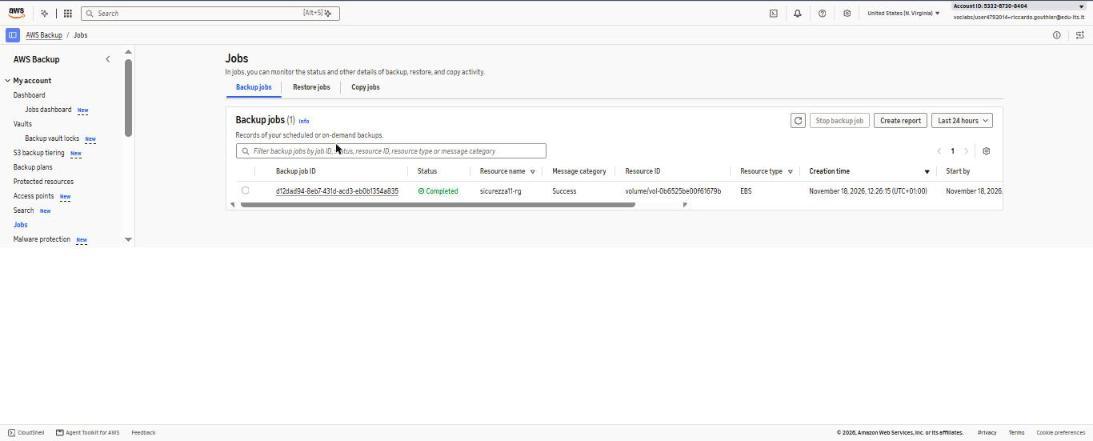 aws
Search [Alt+S]
United States (N. Virginia)
Account ID: 5332-6730-8404
voclabs/user4792014=riccardo.gouthier@edu-its.it
AWS Backup / Jobs
AWS Backup
My account
Dashboard
Jobs dashboard New
Vaults
Backup vault locks New
S3 backup tiering New
Backup plans
Protected resources
Access points New
Search New
Jobs
Malware protection New
Jobs
In jobs, you can monitor the status and other details of backup, restore, and copy activity.
Backup jobs Restore jobs Copy jobs
Backup jobs (1) Info
Stop backup job Create report Last 24 hours
Records of your scheduled or on-demand backups.
Filter backup jobs by job ID, status, resource ID, resource type or message category
1
Backup job ID Status Resource name Message category Resource ID Resource type Creation time Start by
d12dad94-8eb7-431d-acd3-eb0b1354a835 Completed sicurezza11-rg Success volume/vol-0b6525be00f61679b EBS November 18, 2026, 12:26:15 (UTC+01:00) November 18, 2026,
CloudShell Agent Toolkit for AWS Feedback
© 2026, Amazon Web Services, Inc. or its affiliates. Privacy Terms Cookie preferences